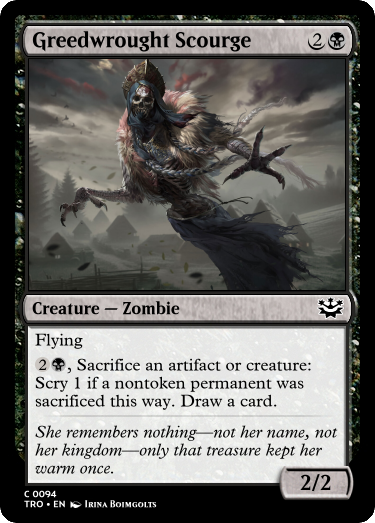 Greedwrought Scourge 2
Creature — Zombie
Flying
2, Sacrifice an artifact or creature:
Scry 1 if a nontoken permanent was
sacrificed this way. Draw a card.
She remembers nothing—not her name, not
her kingdom—only that treasure kept her
warm once.
2/2
C 0094
TRO • EN Irina Boimgolts